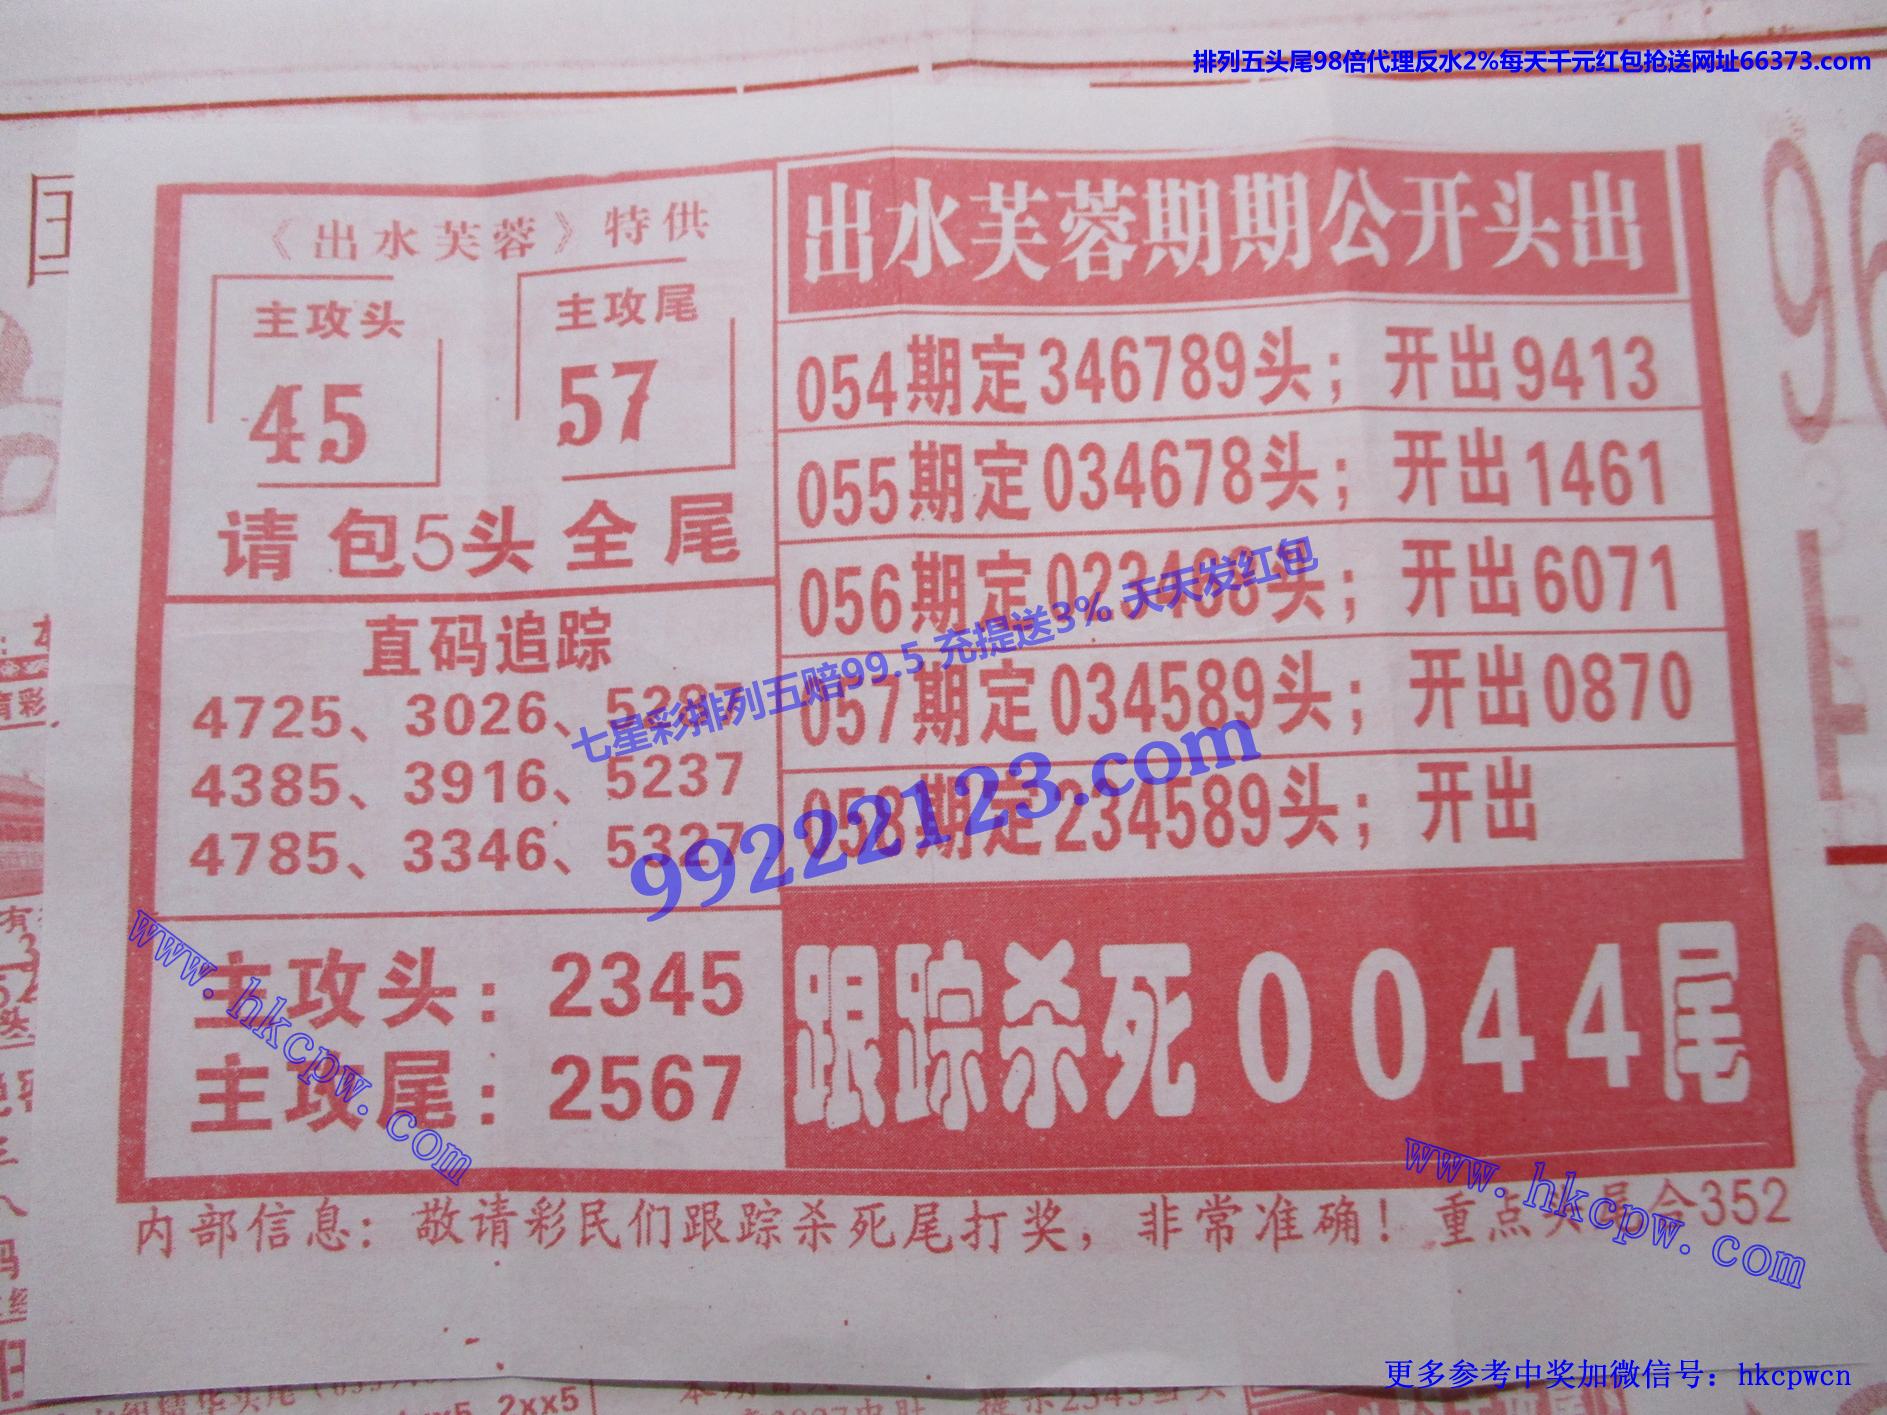 排列五头尾98倍代理反水2%每天千元红包抢送网址66373.com
《出水芙蓉》特供
主攻头
45
主攻尾
57
请包5头全尾
直码追踪
4725、3026、5287
4385、3916、5237
4785、3346、5327
主攻头：2345
主攻尾：2567
出水芙蓉期期公开头出
054期定346789头；开出9413
055期定034678头；开出1461
056期定 头；开出6071
057期定034589头；开出0870
058期定234589头；开出
跟踪杀死0044尾
内部信息：敬请彩民们跟踪杀死尾打奖，非常准确！重点头 合352
七星彩排列五赔99.5 充提送3% 天天发红包
99222123.com
www.hkcpw.com
www.hkcpw.com
2xx5
更多参考中奖加微信号：hkcpwcn